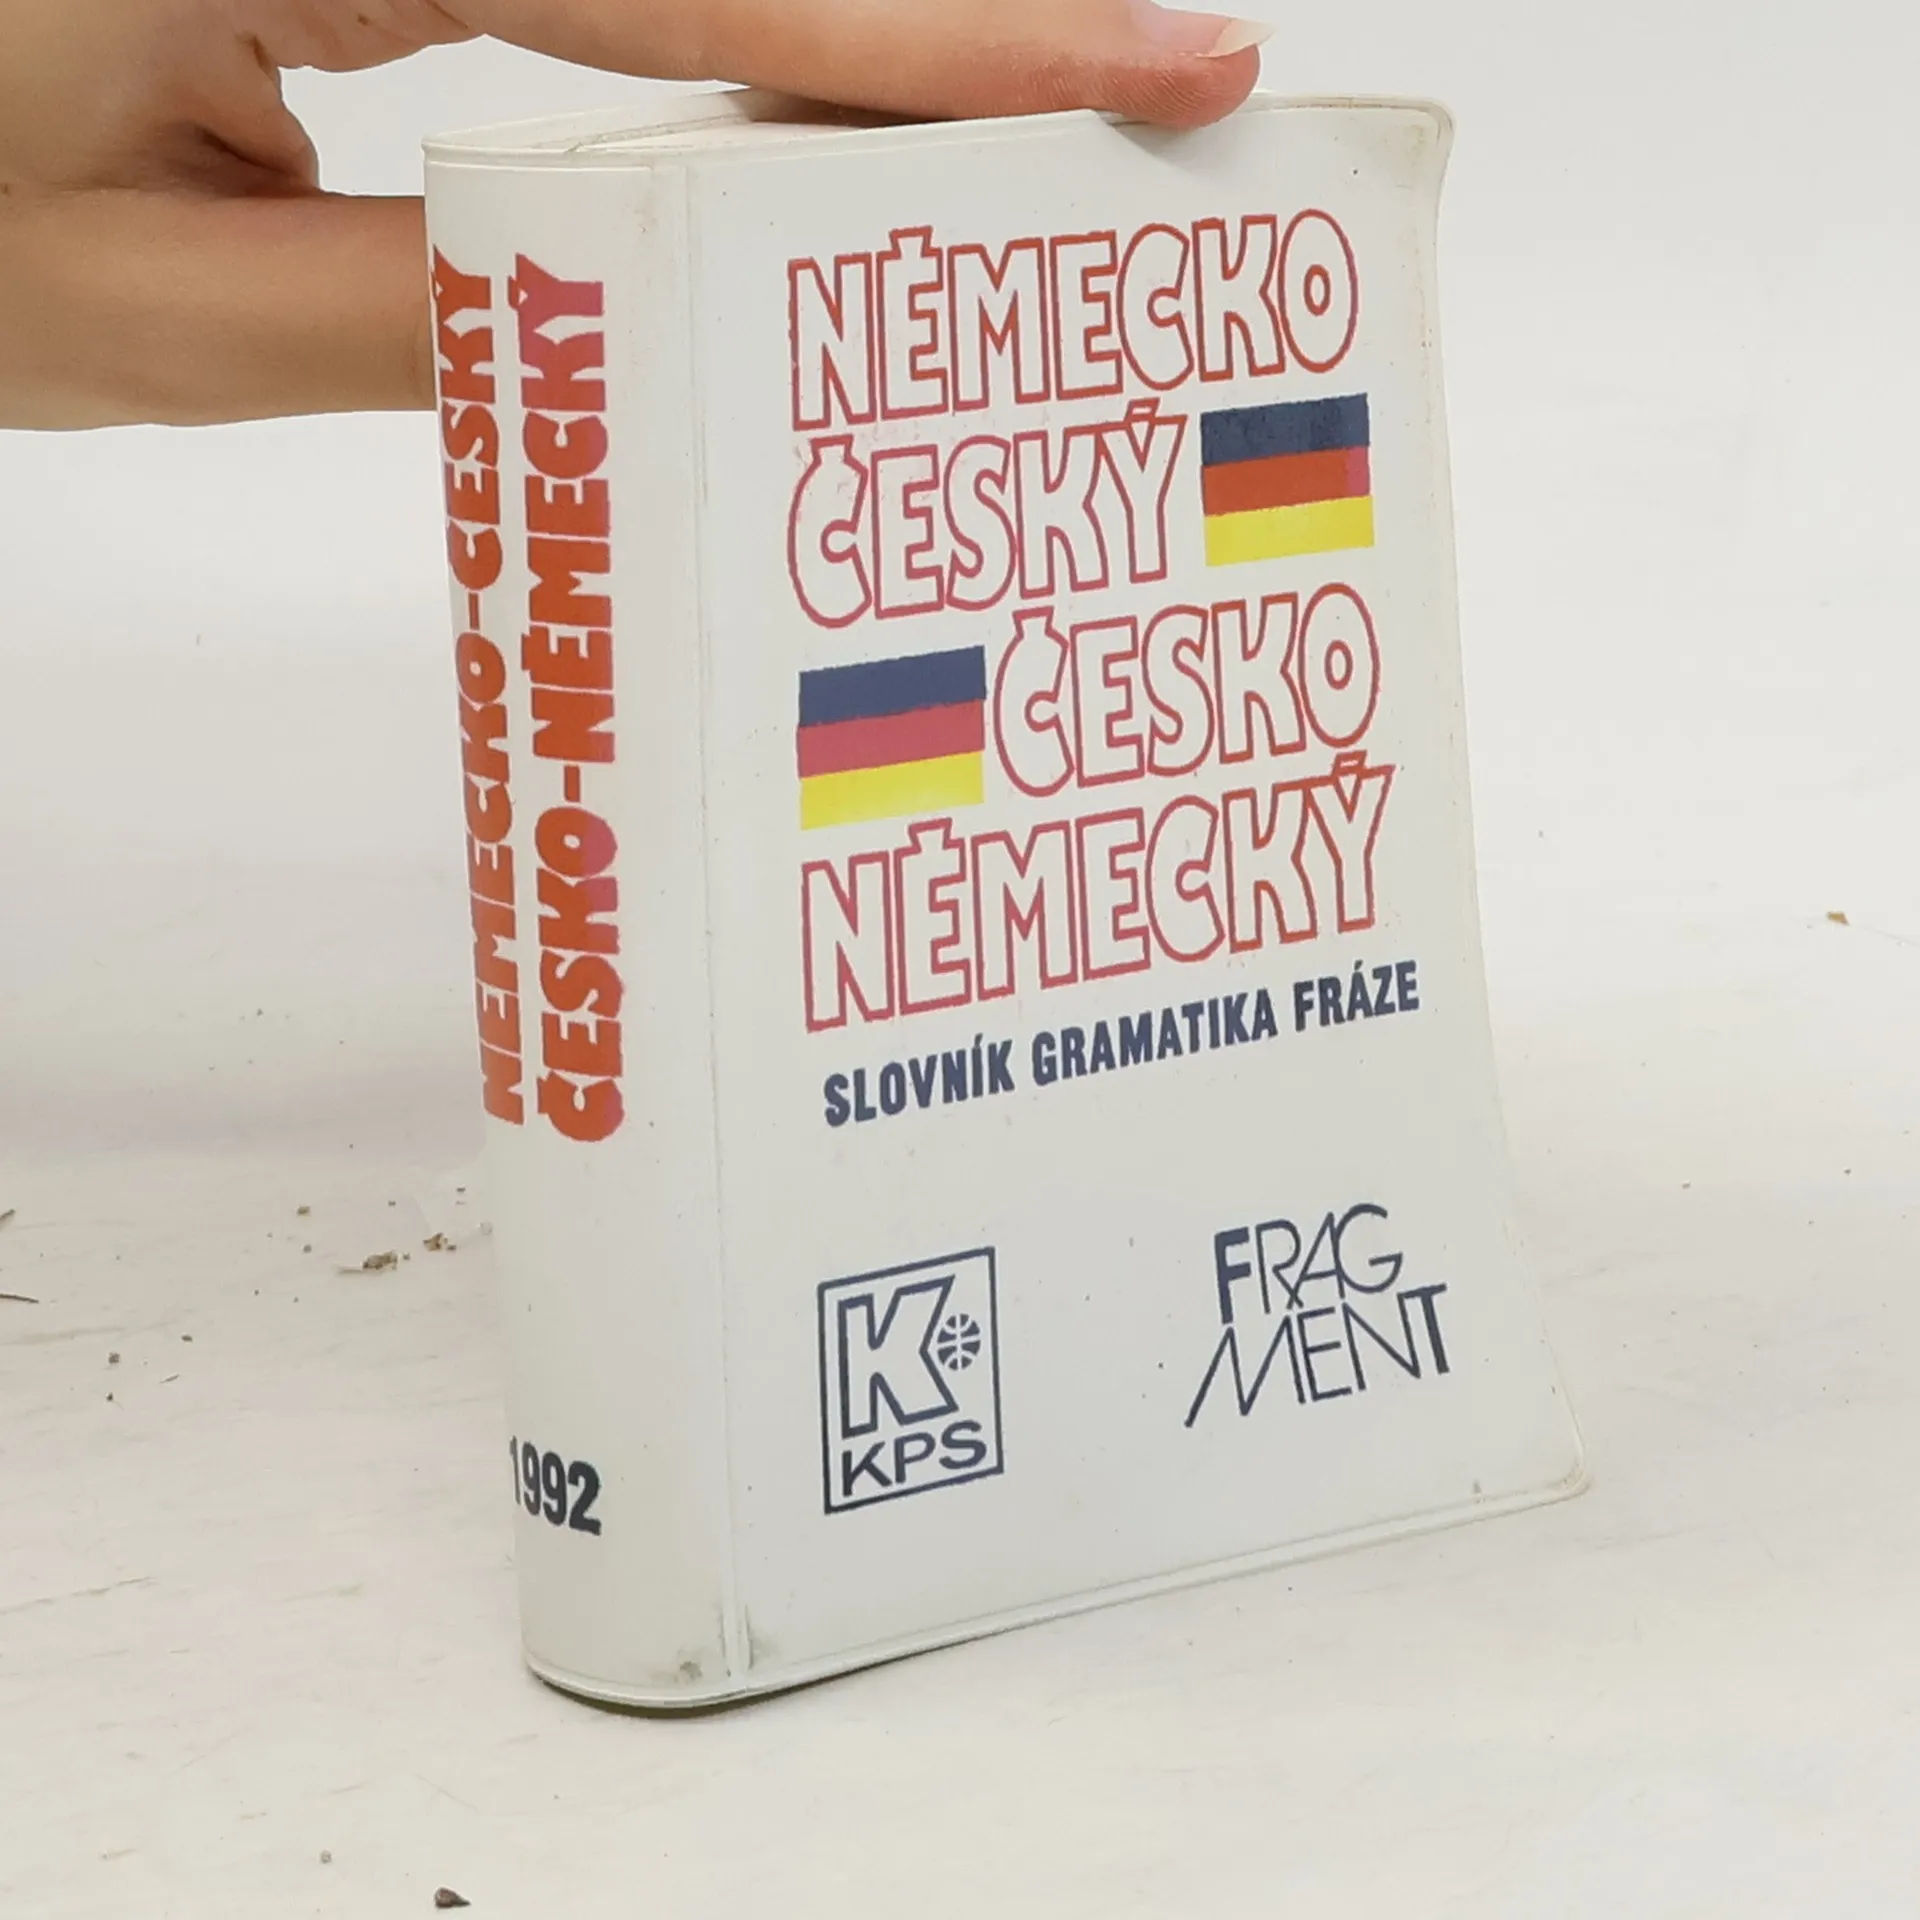 NĚMECKO-ČESKÝ
ČESKO-NĚMECKÝ
1992
NĚMECKO
ČESKÝ
ČESKO
NĚMECKÝ
SLOVNÍK GRAMATIKA FRÁZE
K
KPS
FRAG
MENT